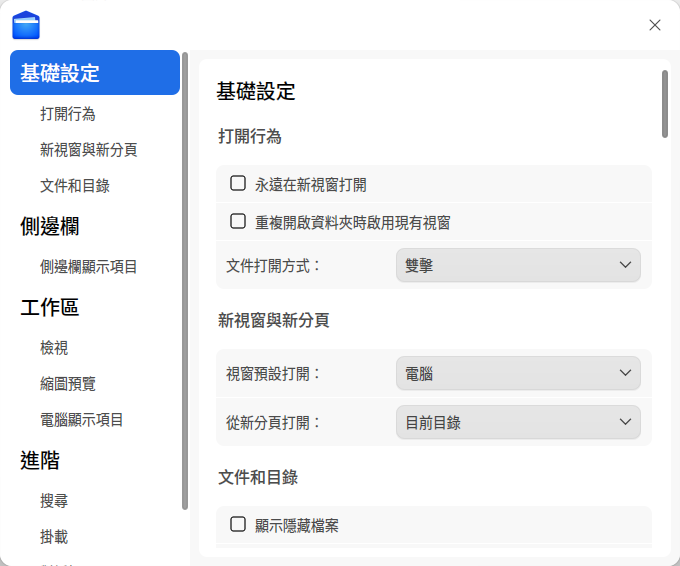 基礎設定
打開行為
新視窗與新分頁
文件和目錄
側邊欄
側邊欄顯示項目
工作區
檢視
縮圖預覽
電腦顯示項目
進階
搜尋
掛載
基礎設定
打開行為
永遠在新視窗打開
重複開啟資料夾時啟用現有視窗
文件打開方式：
雙擊
新視窗與新分頁
視窗預設打開：
電腦
從新分頁打開：
目前目錄
文件和目錄
顯示隱藏檔案